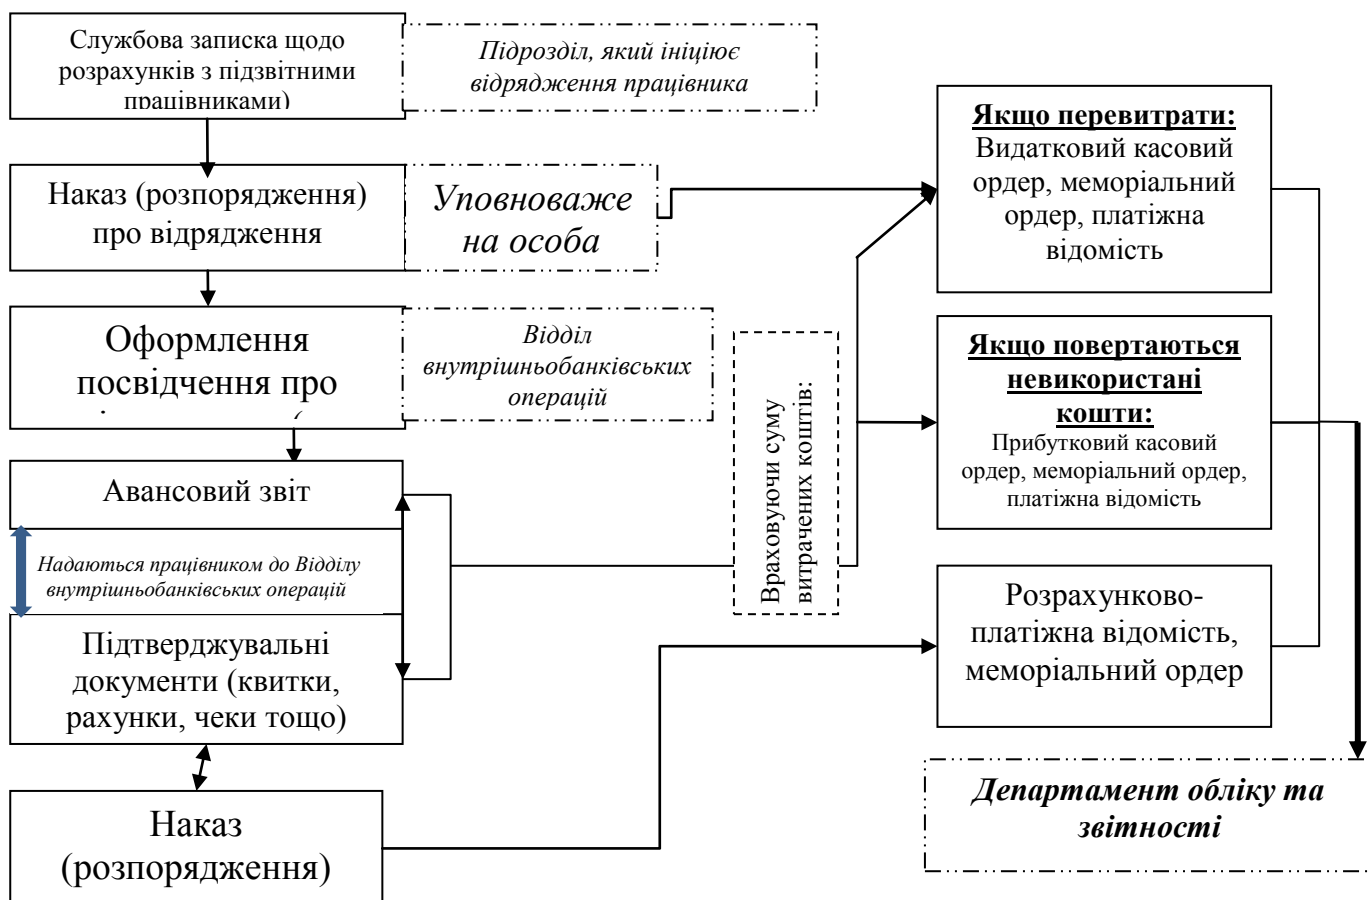 Службова записка щодо
розрахунків з підзвітними
працівниками)
Підрозділ, який ініціює
відрядження працівника
Наказ (розпорядження)
про відрядження
Уповноваже
на особа
Оформлення
посвідчення про
Відділ
внутрішньобанківських
операцій
Авансовий звіт
Надаються працівником до Відділу
внутрішньобанківських операцій
Підтверджувальні
документи (квитки,
рахунки, чеки тощо)
Наказ
(розпорядження)
Враховуючи суму
витрачених коштів:
Якщо перевитрати:
Видатковий касовий
ордер, меморіальний
ордер, платіжна
відомість
Якщо повертаються
невикористані
кошти:
Прибутковий касовий
ордер, меморіальний ордер,
платіжна відомість
Розрахунково-
платіжна відомість,
меморіальний ордер
Департамент обліку та
звітності